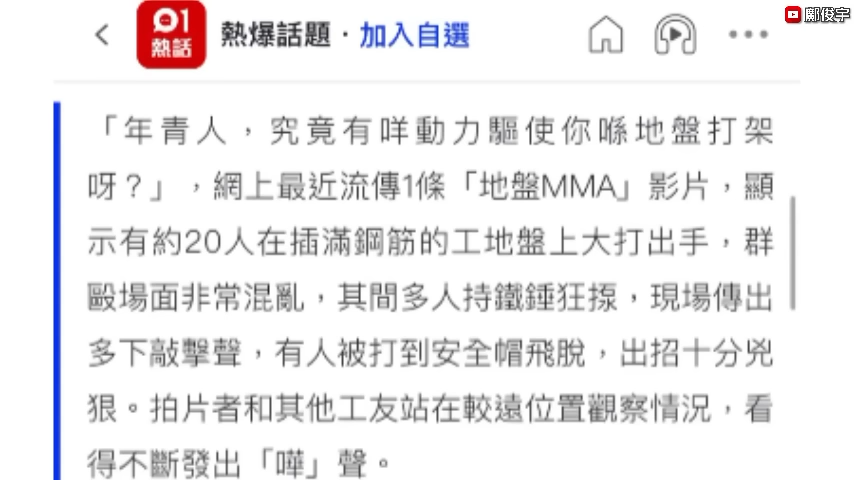 鄺俊宇
01
熱話
熱爆話題·加入自選
「年青人，究竟有咩動力驅使你喺地盤打架
呀？」，網上最近流傳1條「地盤MMA」影片，顯
示有約20人在插滿鋼筋的工地盤上大打出手，群
毆場面非常混亂，其間多人持鐵錘狂揼，現場傳出
多下敲擊聲，有人被打到安全帽飛脫，出招十分兇
狠。拍片者和其他工友站在較遠位置觀察情況，看
得不斷發出「嘩」聲。